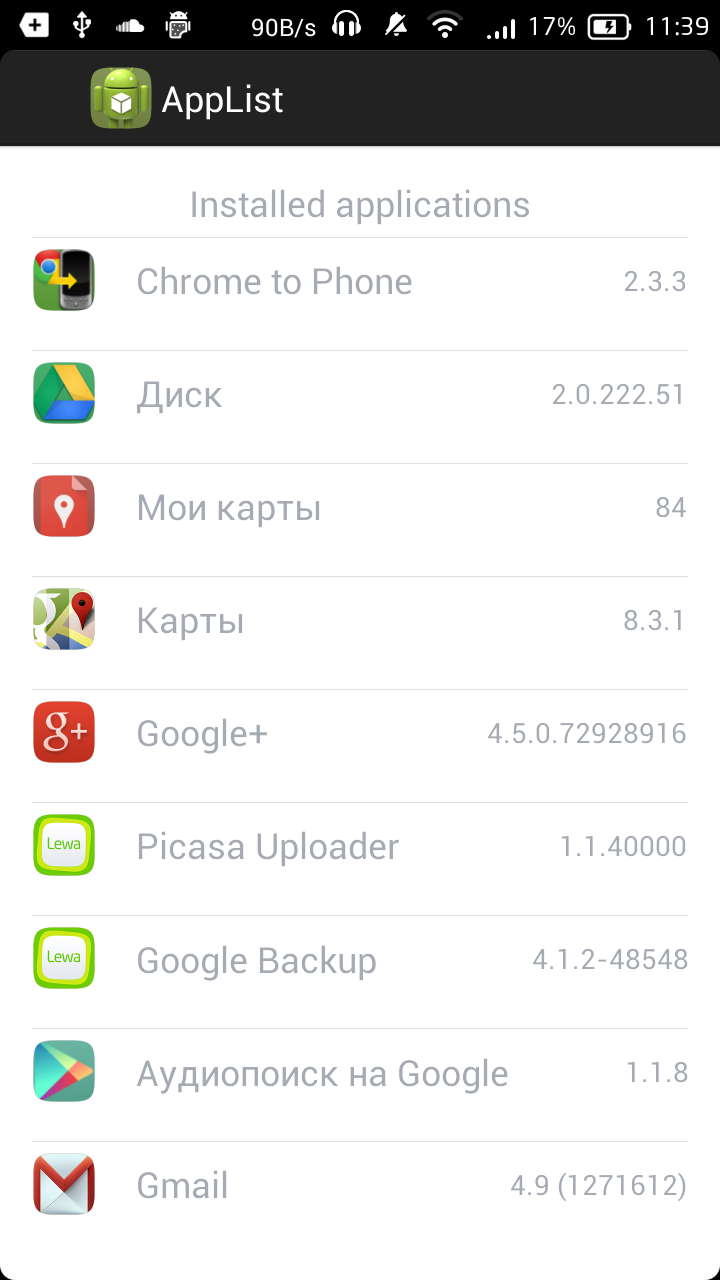 90B/s 17% 11:39
AppList
Installed applications
Chrome to Phone 2.3.3
Диск 2.0.222.51
Мои карты 84
Карты 8.3.1
g+ Google+ 4.5.0.72928916
Lewa Picasa Uploader 1.1.40000
Lewa Google Backup 4.1.2-48548
Аудиопоиск на Google 1.1.8
Gmail 4.9 (1271612)